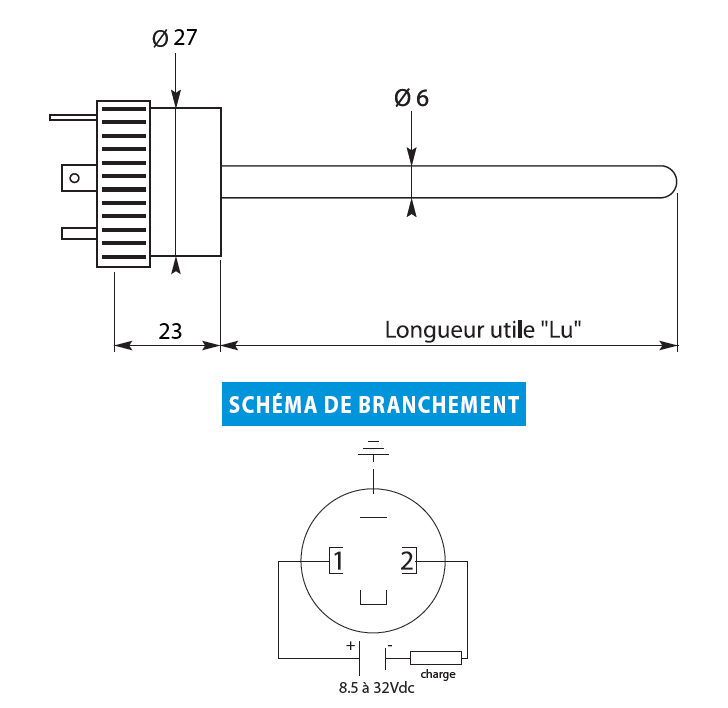 Ø 27
Ø 6
23
Longueur utile "Lu"
SCHÉMA DE BRANCHEMENT
1 2
+ -
charge
8.5 à 32Vdc